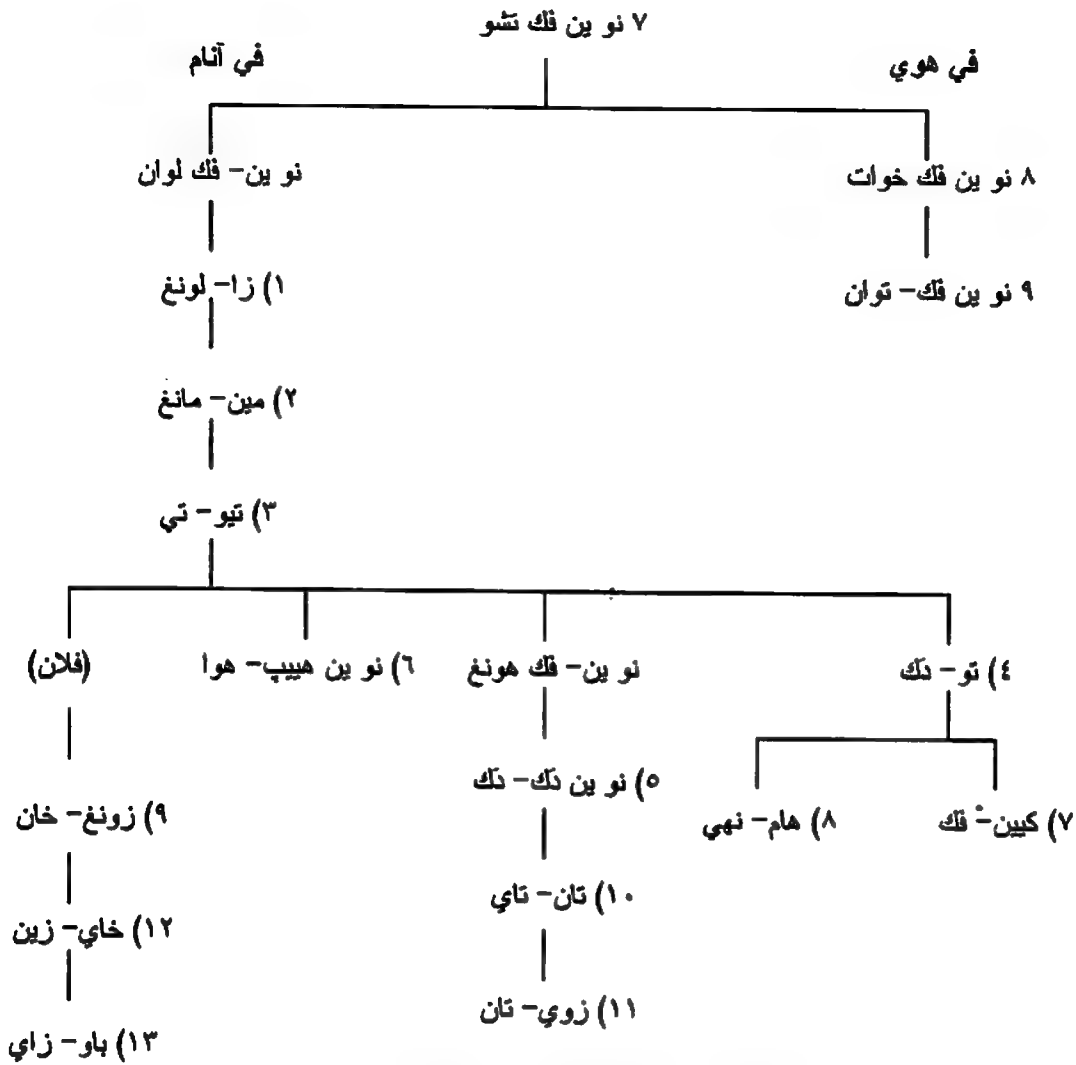 ٧ نو ين فك تشو
في هوي
في آنام
٨ نو ين فك خوات
نو ين- فك لوان
٩ نو ين فك- توان
١) زا- لونغ
٢) مين- مانغ
٣) تيو- تي
٤) تو- دك
نو ين- فك هونغ
٦) نو ين هييپ- هوا
(فلان)
٧) كيين- فك
٨) هام- نهي
٥) نو ين دك- دك
٩) زونغ- خان
١٠) تان- تاي
١٢) خاي- زين
١١) زوي- تان
١٣) باو- زاي